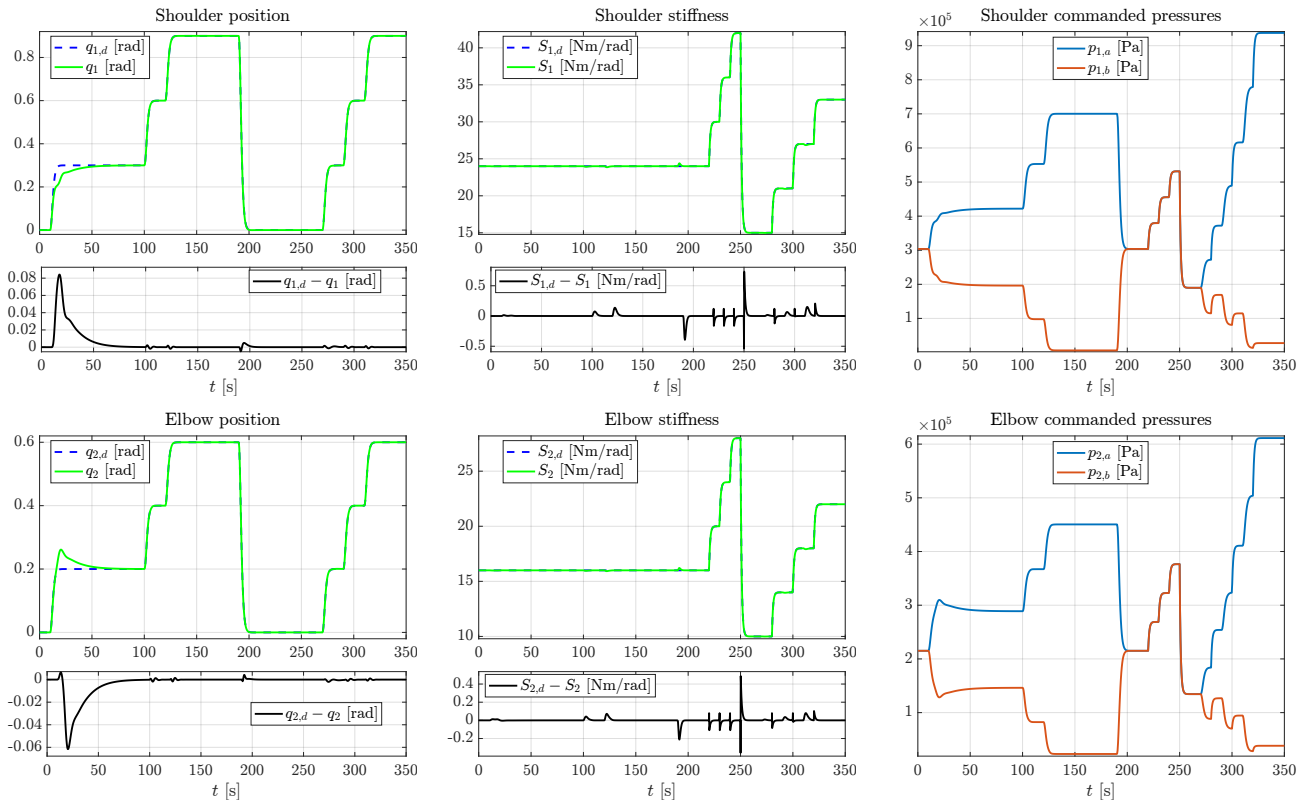 Shoulder position
q1,d [rad]
q1 [rad]
0.8
0.6
0.4
0.2
0
0 50 100 150 200 250 300 350
q1,d − q1 [rad]
0.08
0.06
0.04
0.02
0
0 50 100 150 200 250 300 350
t [s]
Shoulder stiffness
S1,d [Nm/rad]
S1 [Nm/rad]
40
35
30
25
20
15
0 50 100 150 200 250 300 350
S1,d − S1 [Nm/rad]
0.5
0
-0.5
0 50 100 150 200 250 300 350
t [s]
Shoulder commanded pressures
×10^5
p1,a [Pa]
p1,b [Pa]
9
8
7
6
5
4
3
2
1
0 50 100 150 200 250 300 350
t [s]
Elbow position
q2,d [rad]
q2 [rad]
0.6
0.4
0.2
0
0 50 100 150 200 250 300 350
q2,d − q2 [rad]
0
-0.02
-0.04
-0.06
0 50 100 150 200 250 300 350
t [s]
Elbow stiffness
S2,d [Nm/rad]
S2 [Nm/rad]
25
20
15
10
0 50 100 150 200 250 300 350
S2,d − S2 [Nm/rad]
0.4
0.2
0
-0.2
0 50 100 150 200 250 300 350
t [s]
Elbow commanded pressures
×10^5
p2,a [Pa]
p2,b [Pa]
6
5
4
3
2
1
0 50 100 150 200 250 300 350
t [s]